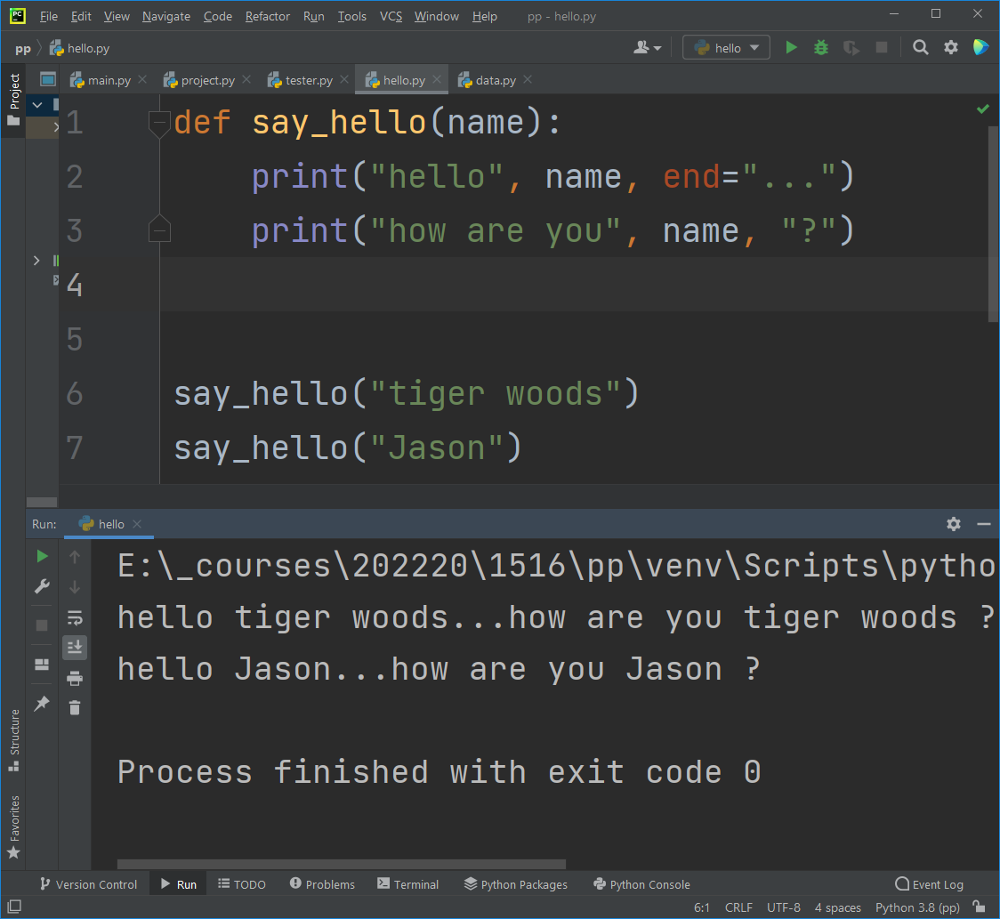 PC File Edit View Navigate Code Refactor Run Tools VCS Window Help pp - hello.py
pp hello.py hello
Project main.py project.py tester.py hello.py data.py
1 def say_hello(name):
2 print("hello", name, end="...")
3 print("how are you", name, "?")
4
5
6 say_hello("tiger woods")
7 say_hello("Jason")
Run: hello
E:\_courses\202220\1516\pp\venv\Scripts\pytho
hello tiger woods...how are you tiger woods ?
hello Jason...how are you Jason ?
Process finished with exit code 0
Structure
Favorites
Version Control Run TODO Problems Terminal Python Packages Python Console Event Log
6:1 CRLF UTF-8 4 spaces Python 3.8 (pp)